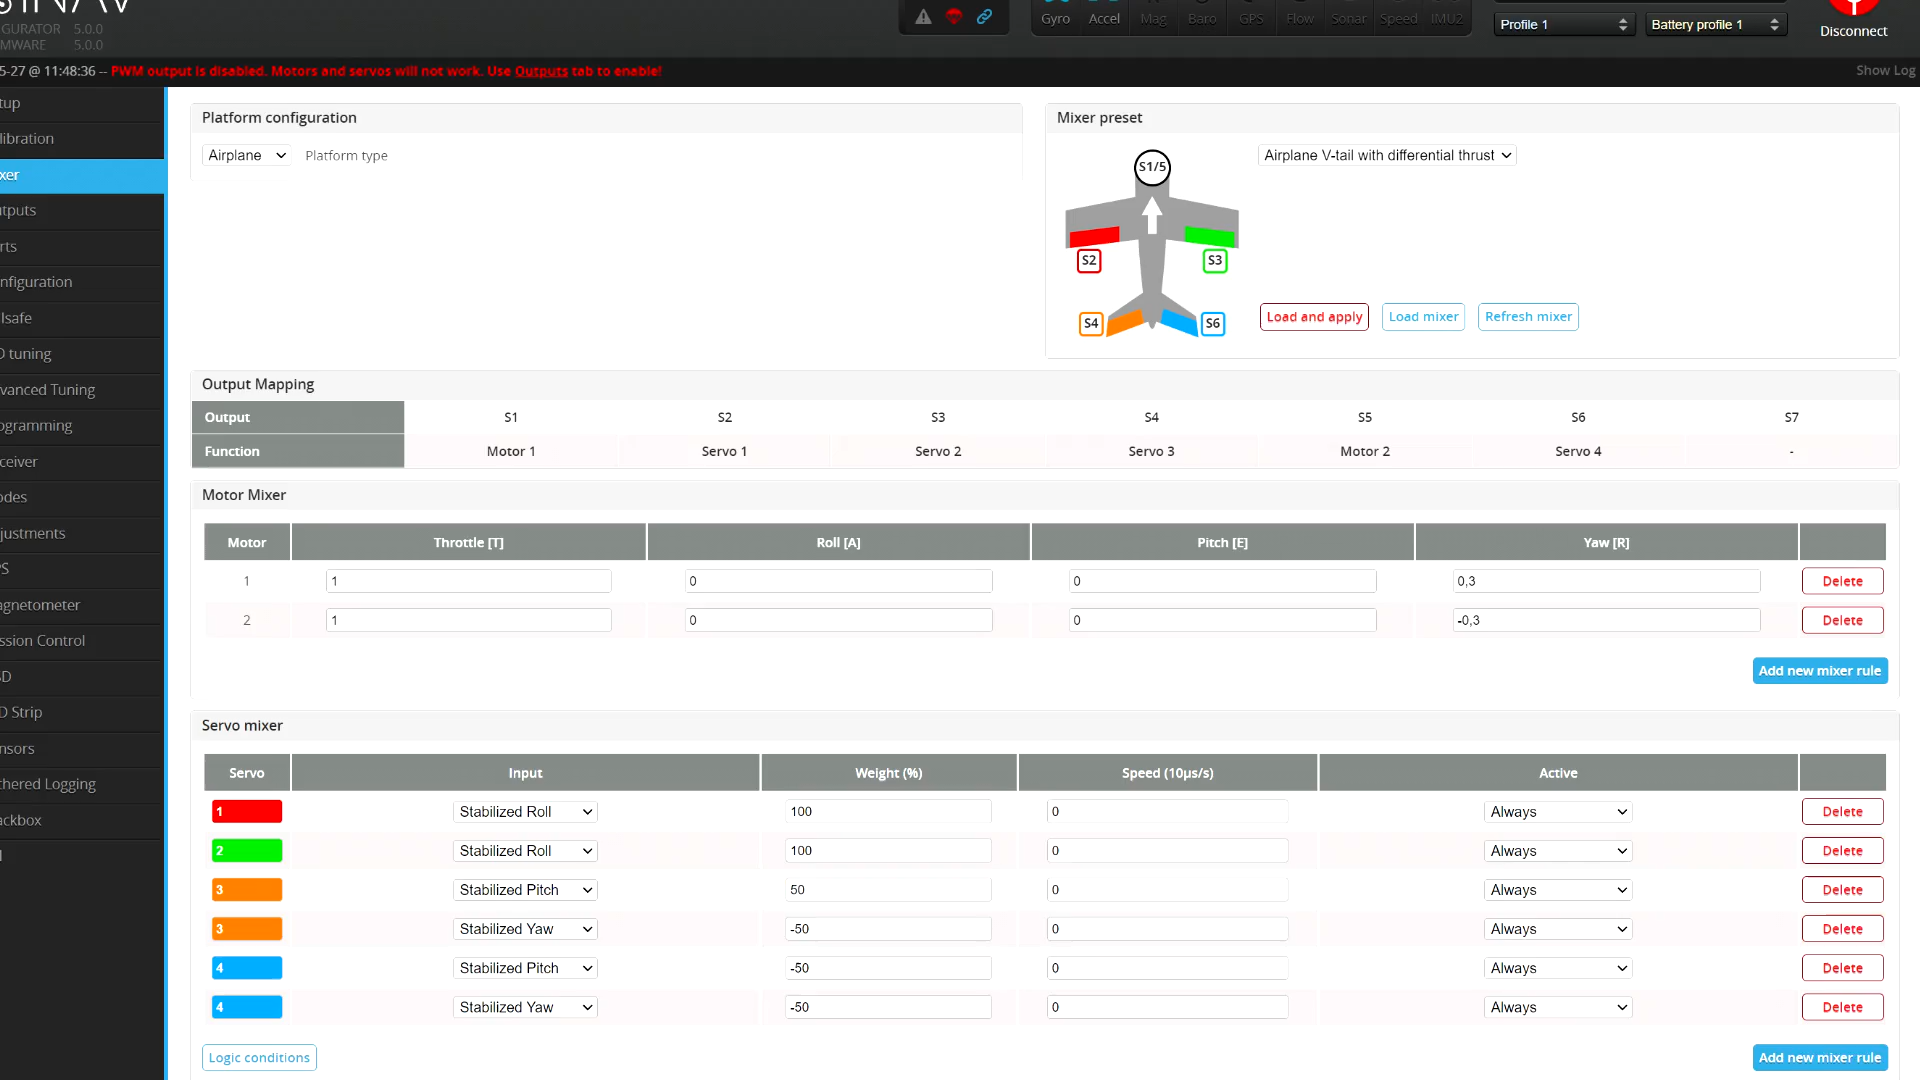 GURATOR 5.0.0
MWARE 5.0.0
Gyro Accel Mag Baro GPS Flow Sonar Speed IMU2
Profile 1
Battery profile 1
Disconnect
5-27 @ 11:48:36 -- PWM output is disabled. Motors and servos will not work. Use Outputs tab to enable!
Show Log
tup
libration
xer
tputs
rts
nfiguration
ilsafe
D tuning
vanced Tuning
ogramming
ceiver
odes
justments
PS
agnetometer
ssion Control
SD
D Strip
nsors
thered Logging
ackbox
Platform configuration
Airplane Platform type
Mixer preset
Airplane V-tail with differential thrust
S1/5
S2 S3
S4 S6
Load and apply Load mixer Refresh mixer
Output Mapping
Output S1 S2 S3 S4 S5 S6 S7
Function Motor 1 Servo 1 Servo 2 Servo 3 Motor 2 Servo 4 -
Motor Mixer
Motor Throttle [T] Roll [A] Pitch [E] Yaw [R]
1 1 0 0 0,3 Delete
2 1 0 0 -0,3 Delete
Add new mixer rule
Servo mixer
Servo Input Weight (%) Speed (10µs/s) Active
1 Stabilized Roll 100 0 Always Delete
2 Stabilized Roll 100 0 Always Delete
3 Stabilized Pitch 50 0 Always Delete
3 Stabilized Yaw -50 0 Always Delete
4 Stabilized Pitch -50 0 Always Delete
4 Stabilized Yaw -50 0 Always Delete
Logic conditions
Add new mixer rule